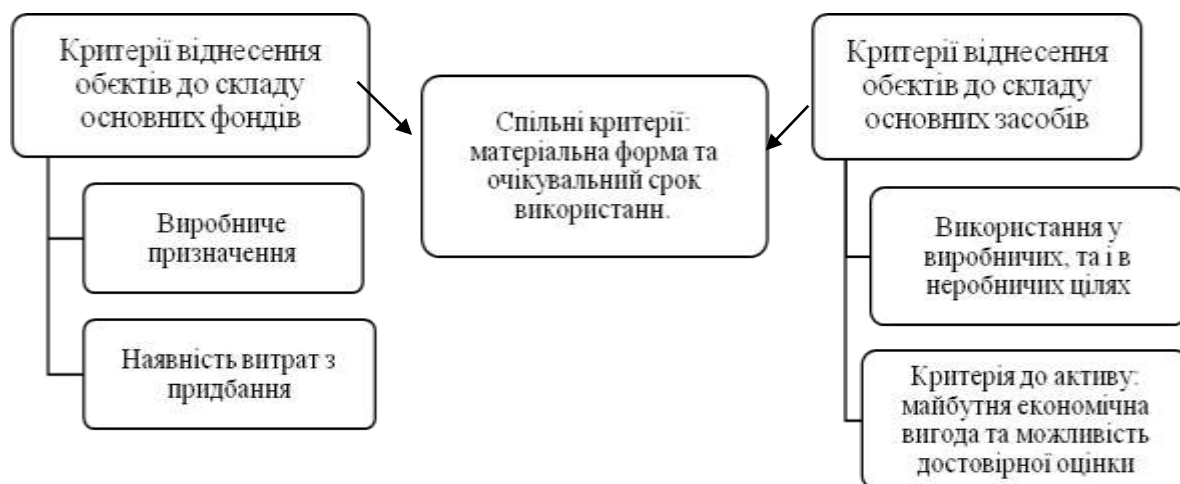 Критерії віднесення
обєктів до складу
основних фондів
Виробниче
призначення
Наявність витрат з
придбання
Спільні критерії:
матеріальна форма та
очікувальний срок
використанн.
Критерії віднесення
обєктів до складу
основних засобів
Використання у
виробничих, та і в
неробничих цілях
Критерія до активу:
майбутня економічна
вигода та можливість
достовірної оцінки